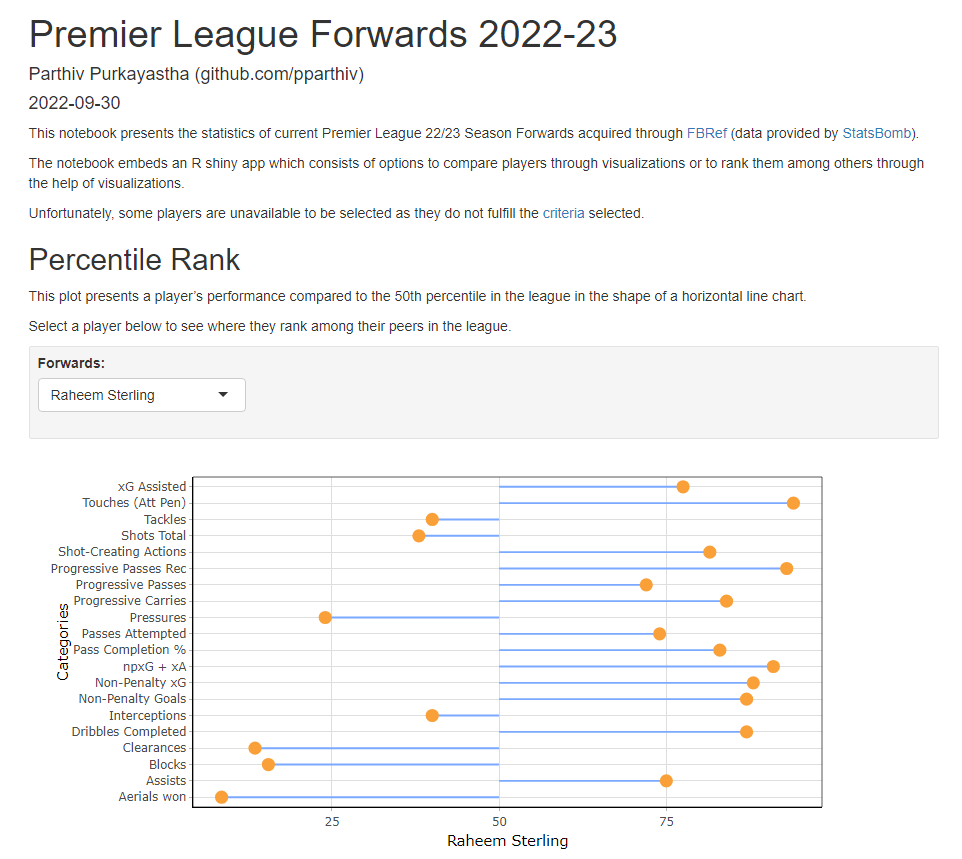 Premier League Forwards 2022-23
Parthiv Purkayastha (github.com/pparthiv)
2022-09-30
This notebook presents the statistics of current Premier League 22/23 Season Forwards acquired through FBRef (data provided by StatsBomb).
The notebook embeds an R shiny app which consists of options to compare players through visualizations or to rank them among others through
the help of visualizations.
Unfortunately, some players are unavailable to be selected as they do not fulfill the criteria selected.
Percentile Rank
This plot presents a player's performance compared to the 50th percentile in the league in the shape of a horizontal line chart.
Select a player below to see where they rank among their peers in the league.
Forwards:
Raheem Sterling
Categories
xG Assisted
Touches (Att Pen)
Tackles
Shots Total
Shot-Creating Actions
Progressive Passes Rec
Progressive Passes
Progressive Carries
Pressures
Passes Attempted
Pass Completion %
npxG + xA
Non-Penalty xG
Non-Penalty Goals
Interceptions
Dribbles Completed
Clearances
Blocks
Assists
Aerials won
25 50 75
Raheem Sterling